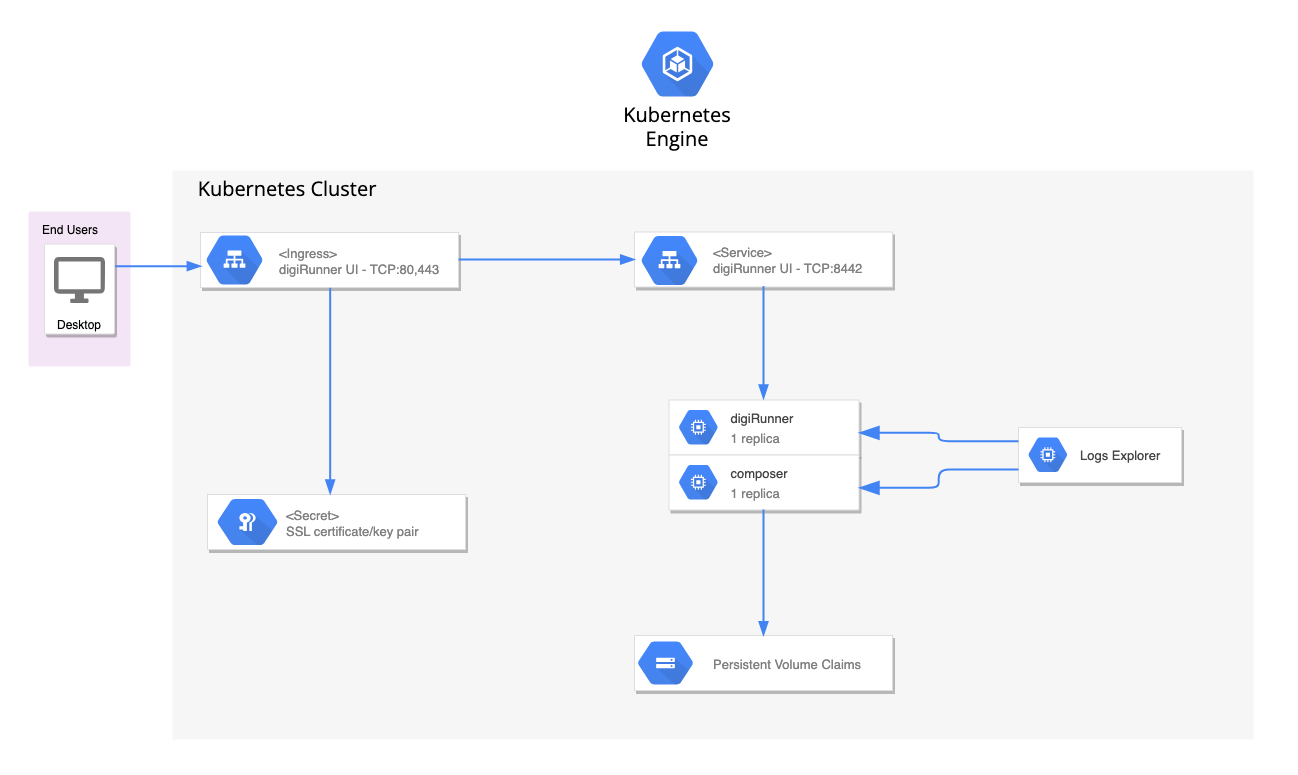 Kubernetes
Engine
Kubernetes Cluster
End Users
Desktop
<Ingress>
digiRunner UI - TCP:80,443
<Service>
digiRunner UI - TCP:8442
digiRunner
1 replica
composer
1 replica
Logs Explorer
<Secret>
SSL certificate/key pair
Persistent Volume Claims